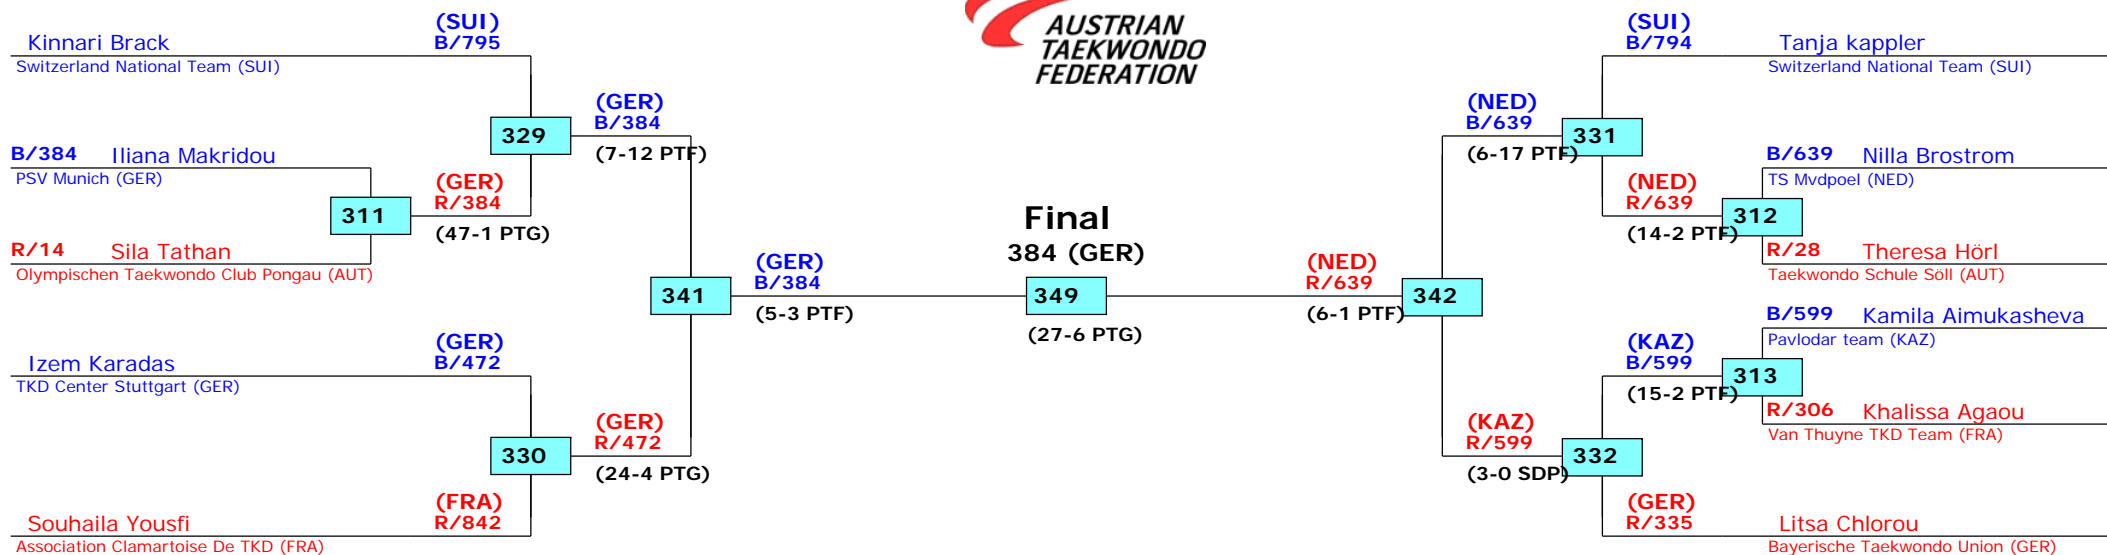 AUSTRIAN
TAEKWONDO
FEDERATION
Kinnari Brack
(SUI)
B/795
Switzerland National Team (SUI)
B/384 Iliana Makridou
PSV Munich (GER)
R/14 Sila Tathan
Olympischen Taekwondo Club Pongau (AUT)
311
(GER)
R/384
(47-1 PTG)
329
(GER)
B/384
(7-12 PTF)
Izem Karadas
(GER)
B/472
TKD Center Stuttgart (GER)
Souhaila Yousfi
(FRA)
R/842
Association Clamartoise De TKD (FRA)
330
(GER)
R/472
(24-4 PTG)
341
(GER)
B/384
(5-3 PTF)
Final
384 (GER)
349
(27-6 PTG)
(NED)
R/639
(6-1 PTF)
342
(NED)
B/639
(6-17 PTF)
331
(SUI)
B/794
Tanja kappler
Switzerland National Team (SUI)
(NED)
R/639
(14-2 PTF)
312
B/639 Nilla Brostrom
TS Mvdpoel (NED)
R/28 Theresa Hörl
Taekwondo Schule Söll (AUT)
(KAZ)
R/599
(3-0 SDP)
332
(KAZ)
B/599
(15-2 PTF)
313
B/599 Kamila Aimukasheva
Pavlodar team (KAZ)
R/306 Khalissa Agaou
Van Thuyne TKD Team (FRA)
(GER)
R/335
Litsa Chlorou
Bayerische Taekwondo Union (GER)